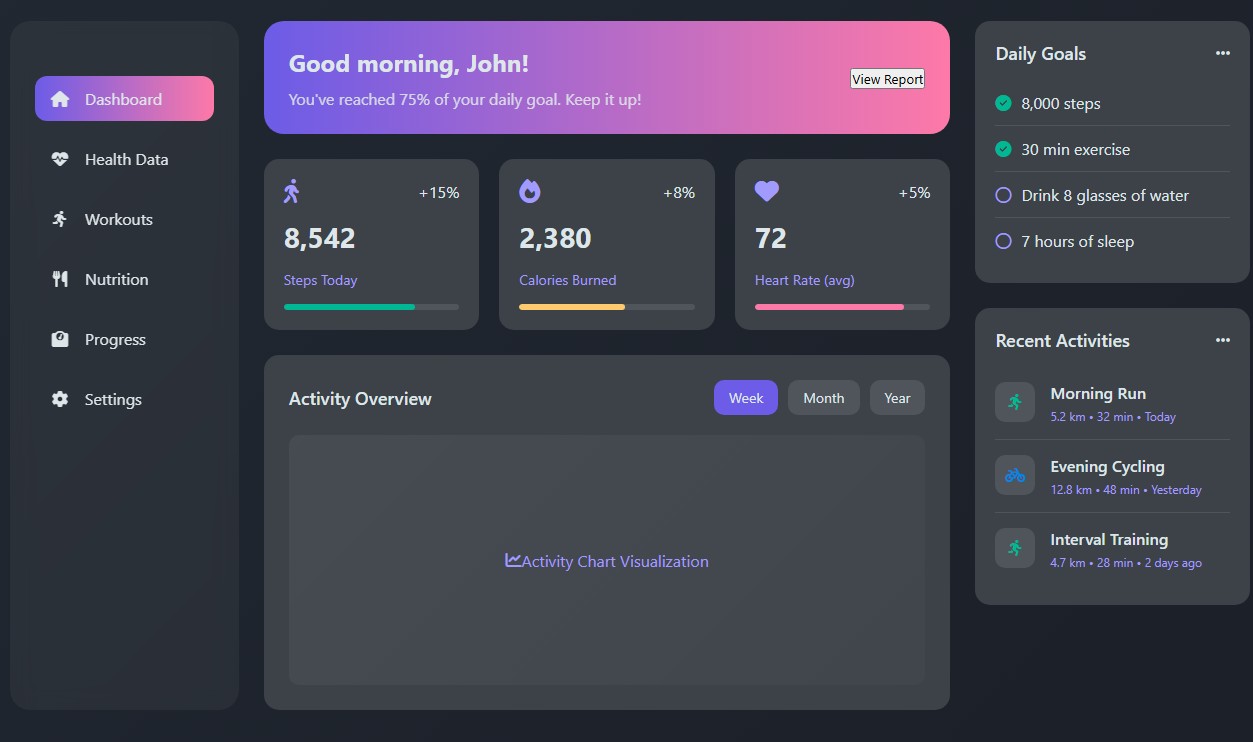 Dashboard
Health Data
Workouts
Nutrition
Progress
Settings
Good morning, John!
You've reached 75% of your daily goal. Keep it up!
View Report
+15%
8,542
Steps Today
+8%
2,380
Calories Burned
+5%
72
Heart Rate (avg)
Activity Overview
Week
Month
Year
Activity Chart Visualization
Daily Goals
8,000 steps
30 min exercise
Drink 8 glasses of water
7 hours of sleep
Recent Activities
Morning Run
5.2 km • 32 min • Today
Evening Cycling
12.8 km • 48 min • Yesterday
Interval Training
4.7 km • 28 min • 2 days ago